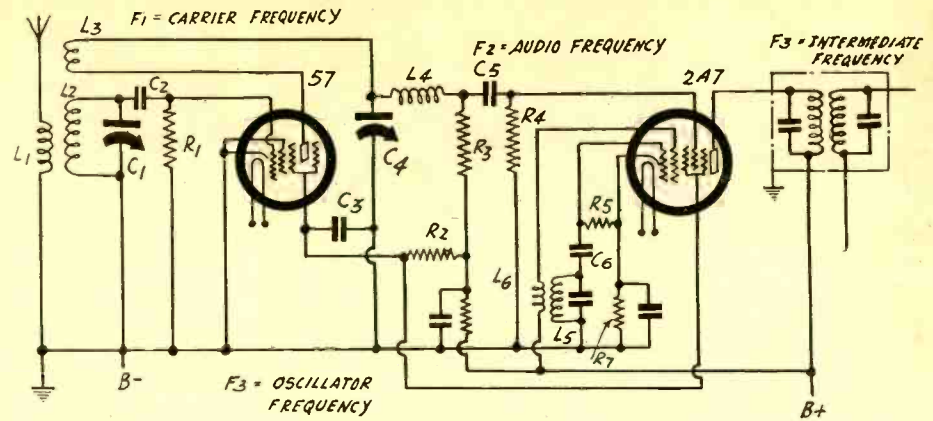 F1 = CARRIER FREQUENCY
L3
F2 = AUDIO FREQUENCY
F3 = INTERMEDIATE
FREQUENCY
57
L4
C5
2A7
L2
C2
R4
L1
C1
R1
C4
R3
C3
R5
R2
C6
L6
L5
R7
B-
F3 = OSCILLATOR
FREQUENCY
B+